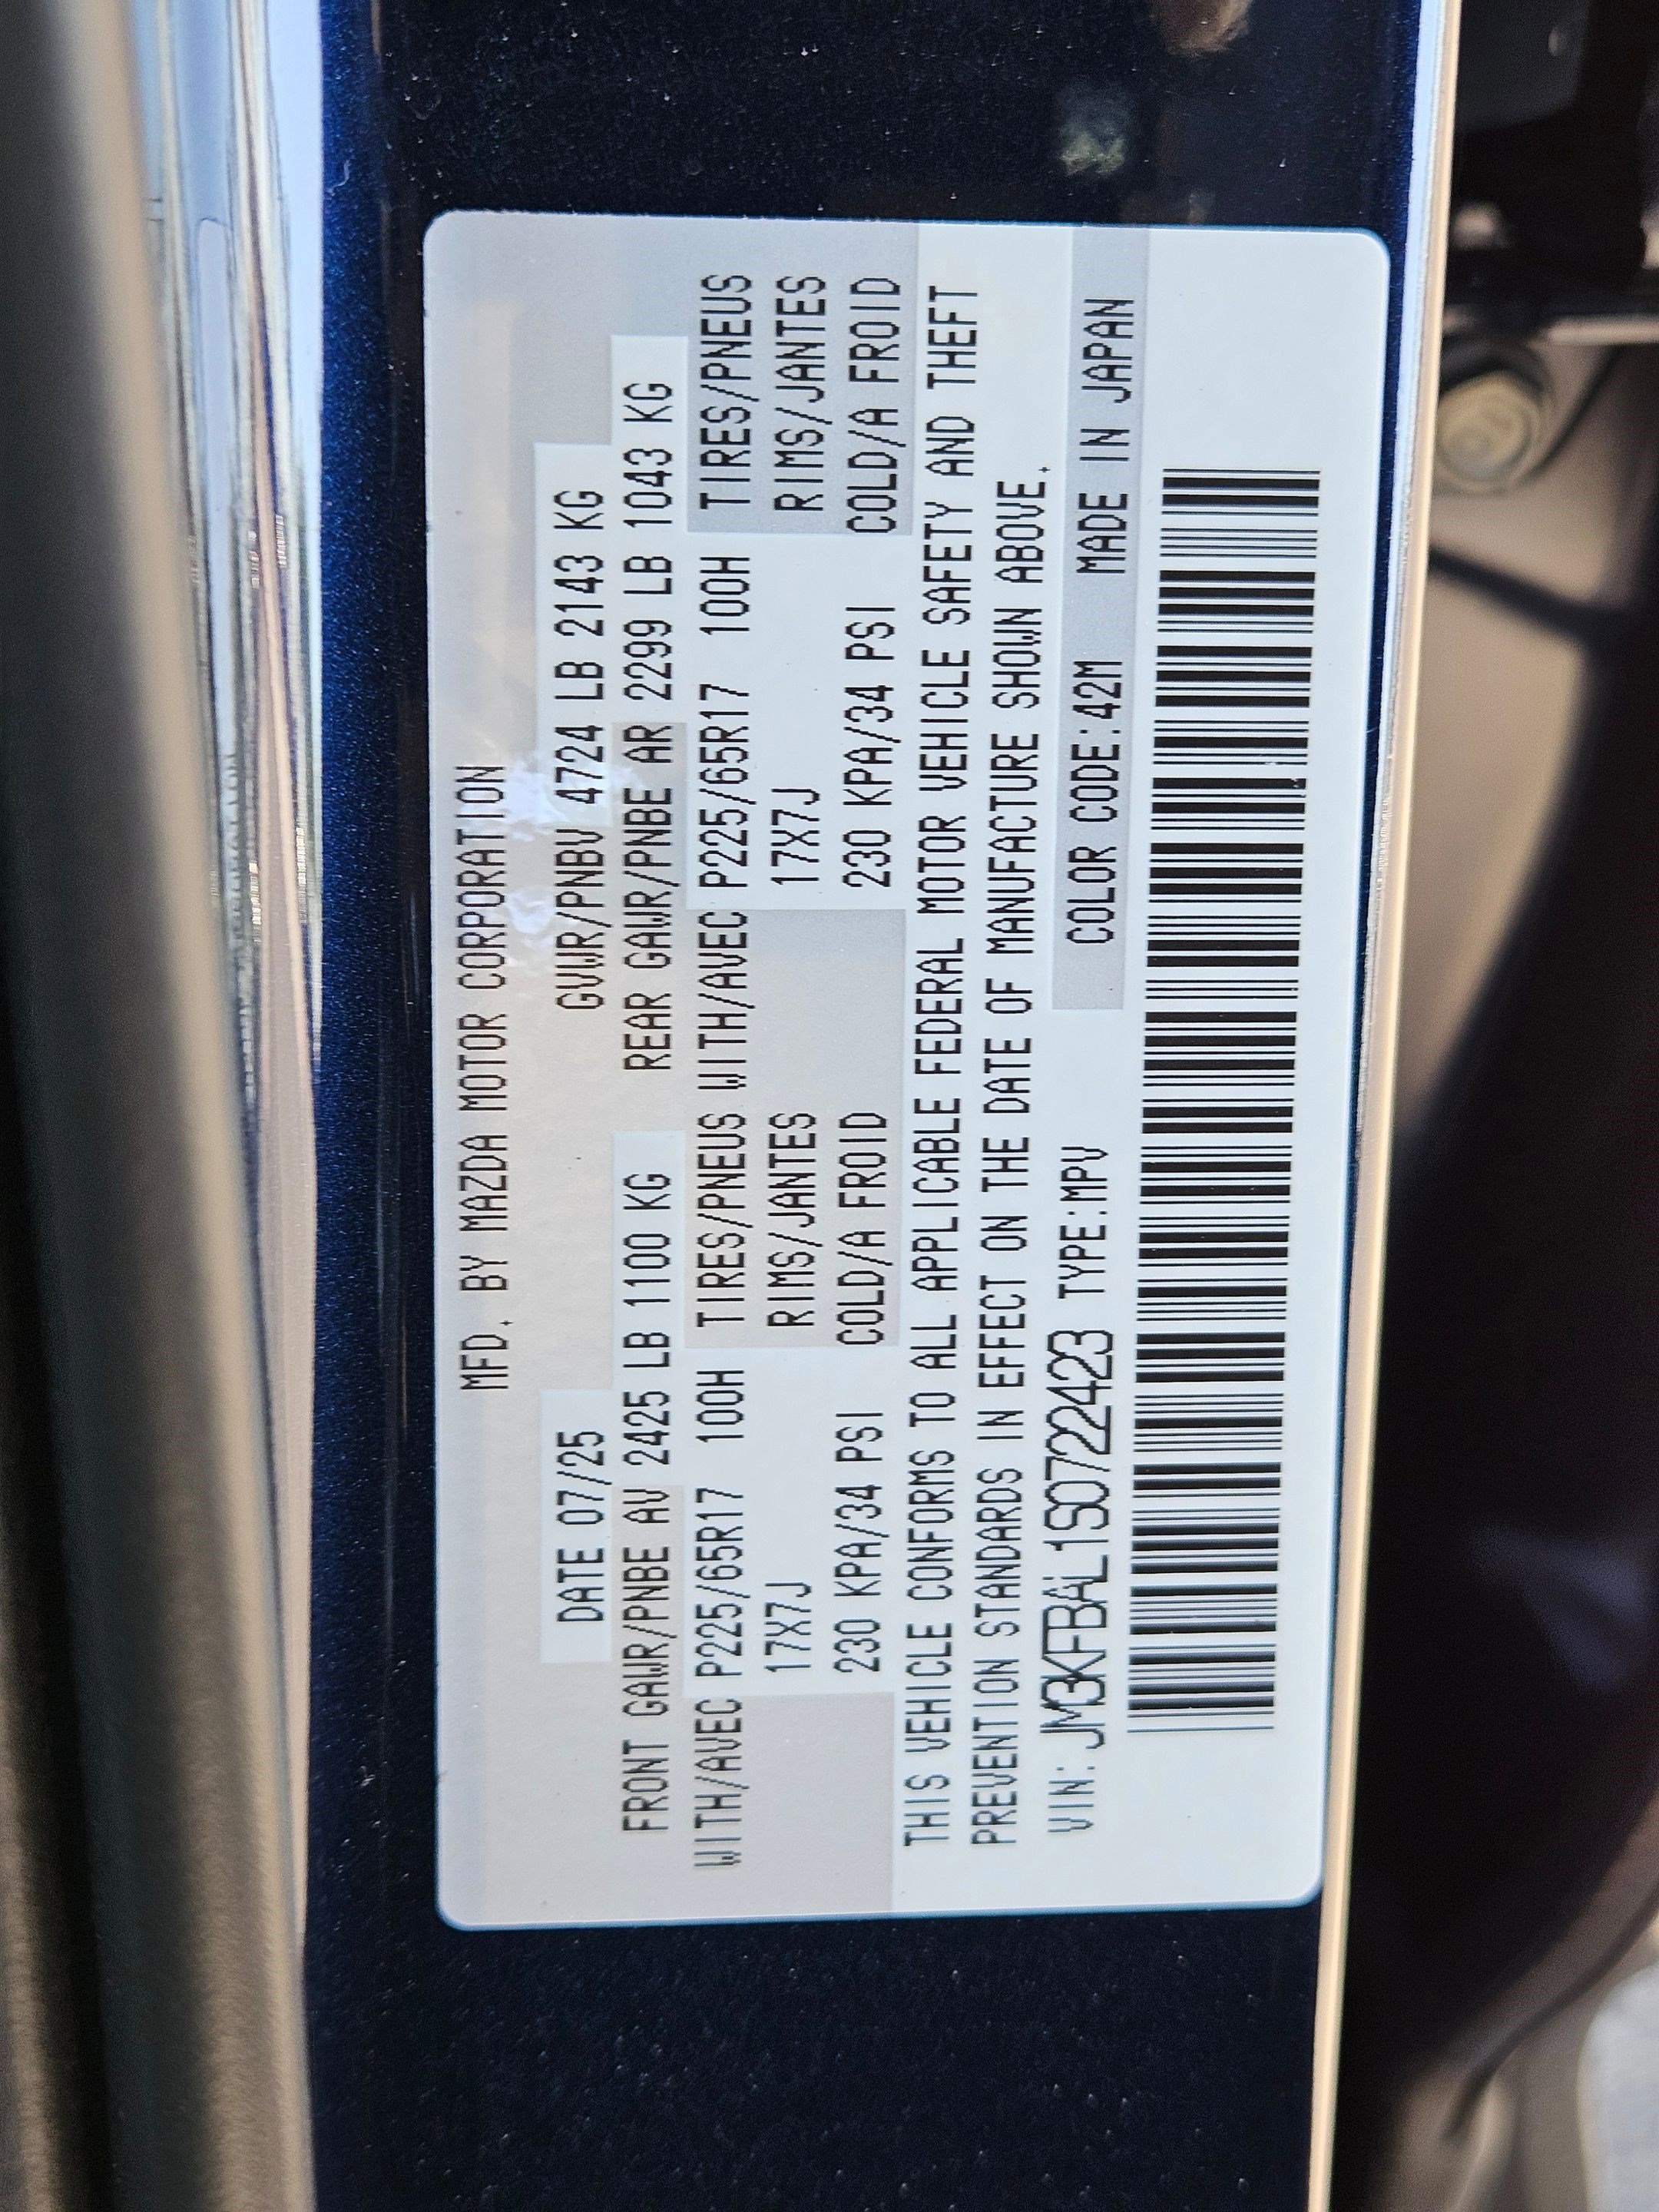 MFD. BY MAZDA MOTOR CORPORATION
DATE 07/25 GVWR/PNBV 4724 LB 2143 KG
FRONT GAWR/PNBE AV 2425 LB 1100 KG REAR GAWR/PNBE AR 2299 LB 1043 KG
WITH/AVEC P225/65R17 100H TIRES/PNEUS WITH/AVEC P225/65R17 100H TIRES/PNEUS
17X7J RIMS/JANTES 17X7J RIMS/JANTES
230 KPA/34 PSI COLD/A FROID 230 KPA/34 PSI COLD/A FROID
THIS VEHICLE CONFORMS TO ALL APPLICABLE FEDERAL MOTOR VEHICLE SAFETY AND THEFT
PREVENTION STANDARDS IN EFFECT ON THE DATE OF MANUFACTURE SHOWN ABOVE.
VIN: JM3KFBAL1S0722423 TYPE:MPV COLOR CODE:42M MADE IN JAPAN